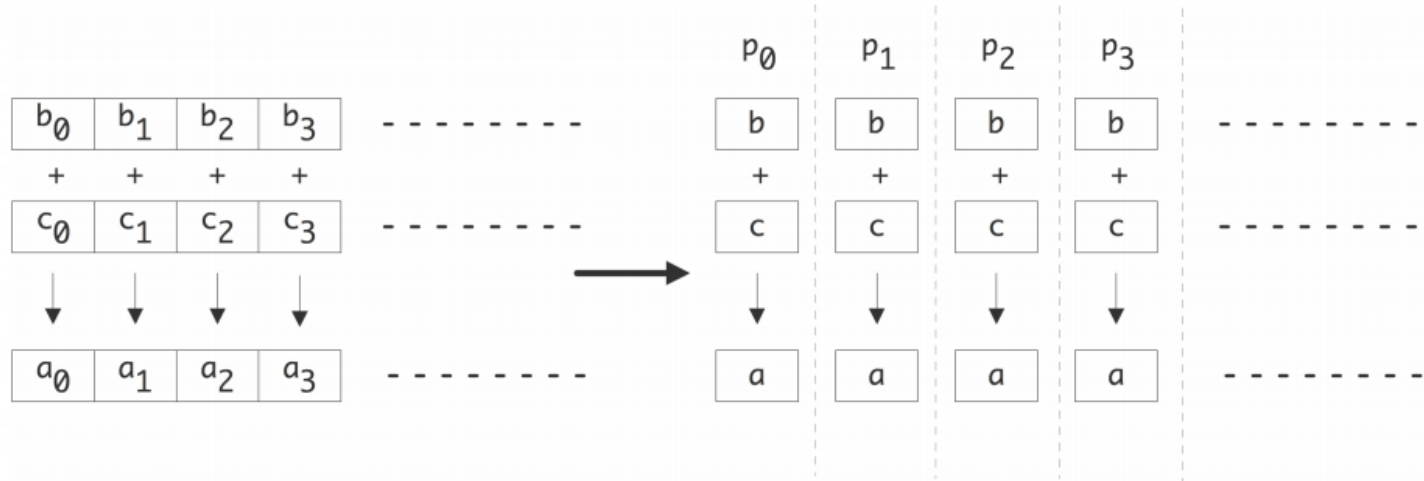 p0 p1 p2 p3
b0 b1 b2 b3 - - - - - - - - b b b b - - - - - - - -
+ + + + + + + +
c0 c1 c2 c3 - - - - - - - - c c c c - - - - - - - -
a0 a1 a2 a3 - - - - - - - - a a a a - - - - - - - -